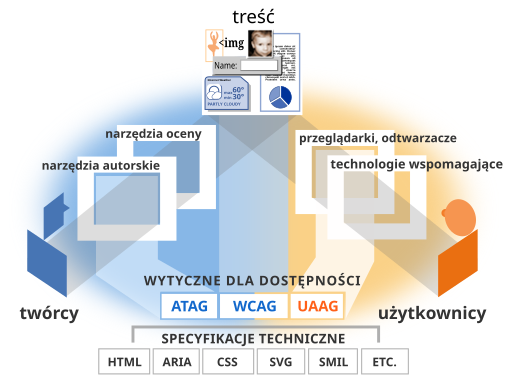 treść
<img
Name:
60°
30°
PARTLY CLOUDY
narzędzia oceny
przeglądarki, odtwarzacze
narzędzia autorskie
technologie wspomagające
WYTYCZNE DLA DOSTĘPNOŚCI
ATAG WCAG UAAG
twórcy
użytkownicy
SPECYFIKACJE TECHNICZNE
HTML ARIA CSS SVG SMIL ETC.